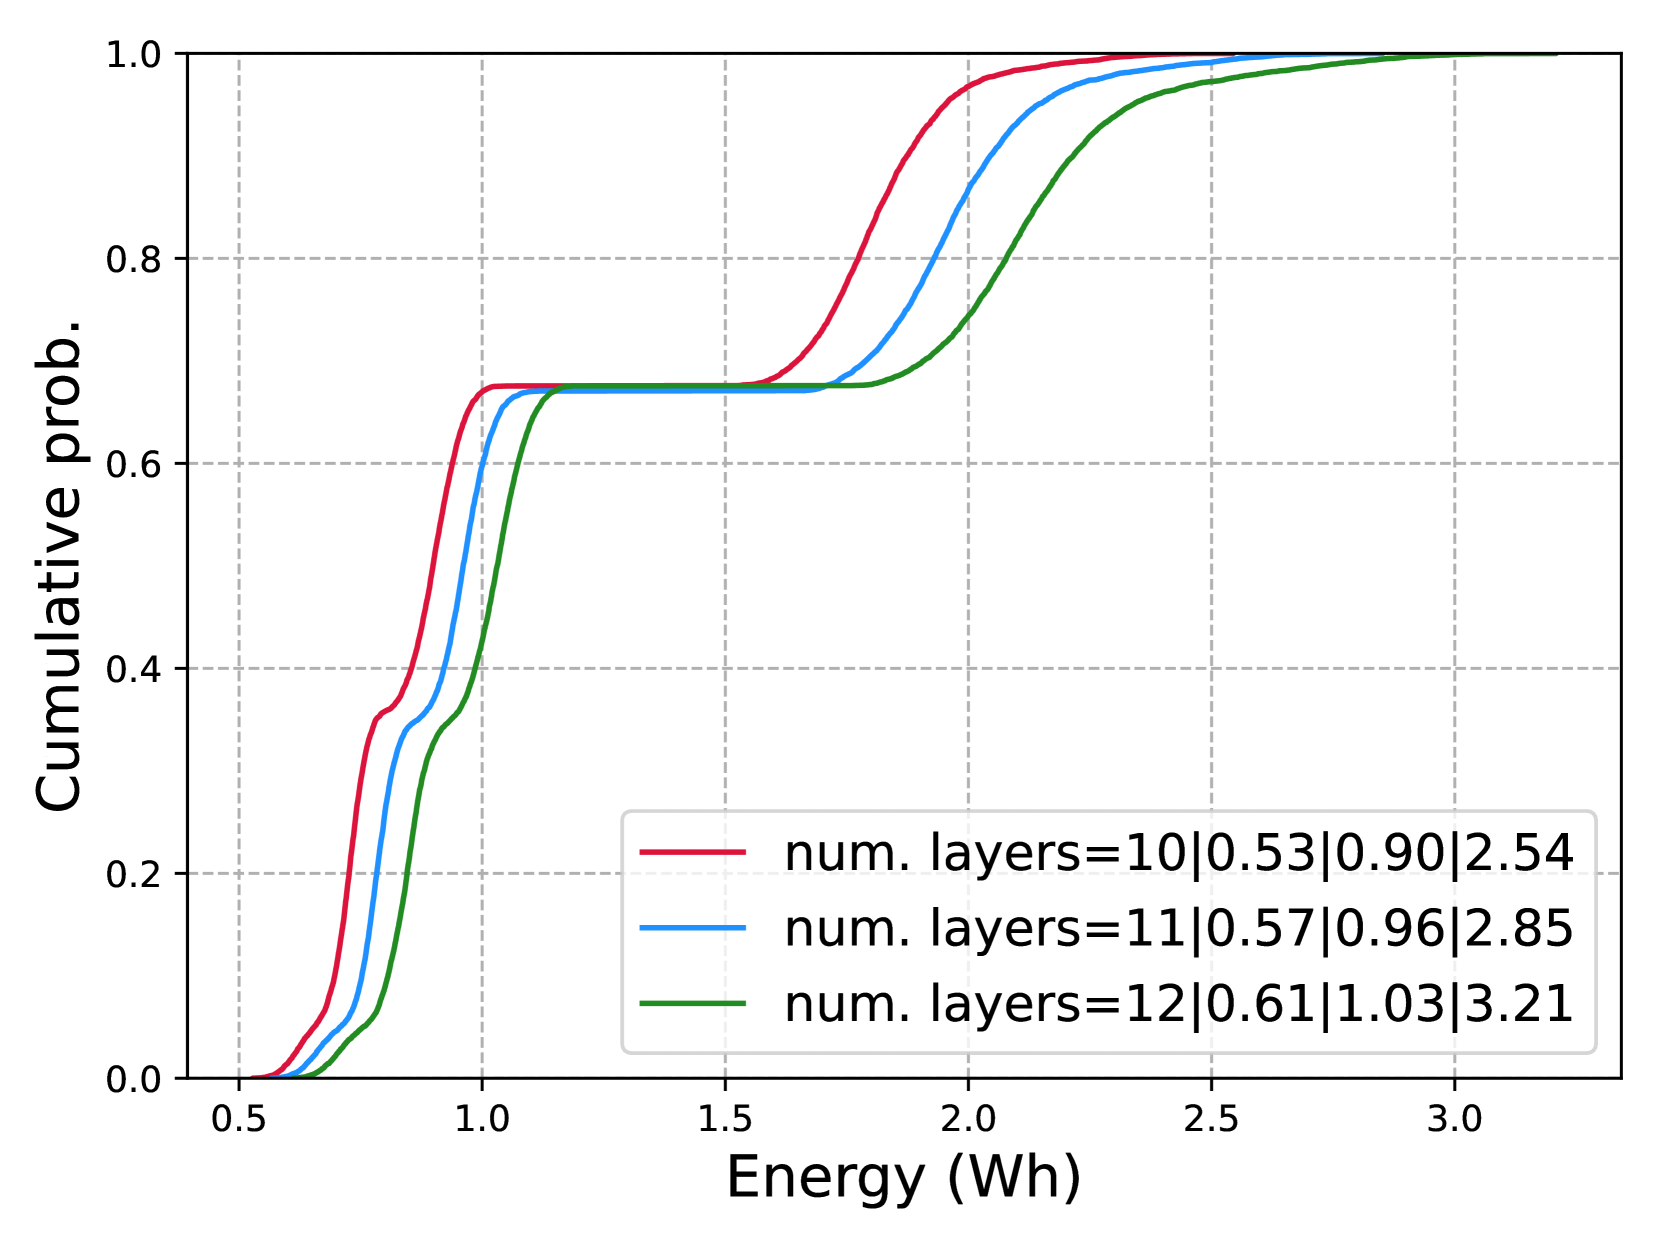 1.0
0.8
0.6
0.4
0.2
0.0
Cumulative prob.
num. layers=10|0.53|0.90|2.54
num. layers=11|0.57|0.96|2.85
num. layers=12|0.61|1.03|3.21
0.5 1.0 1.5 2.0 2.5 3.0
Energy (Wh)